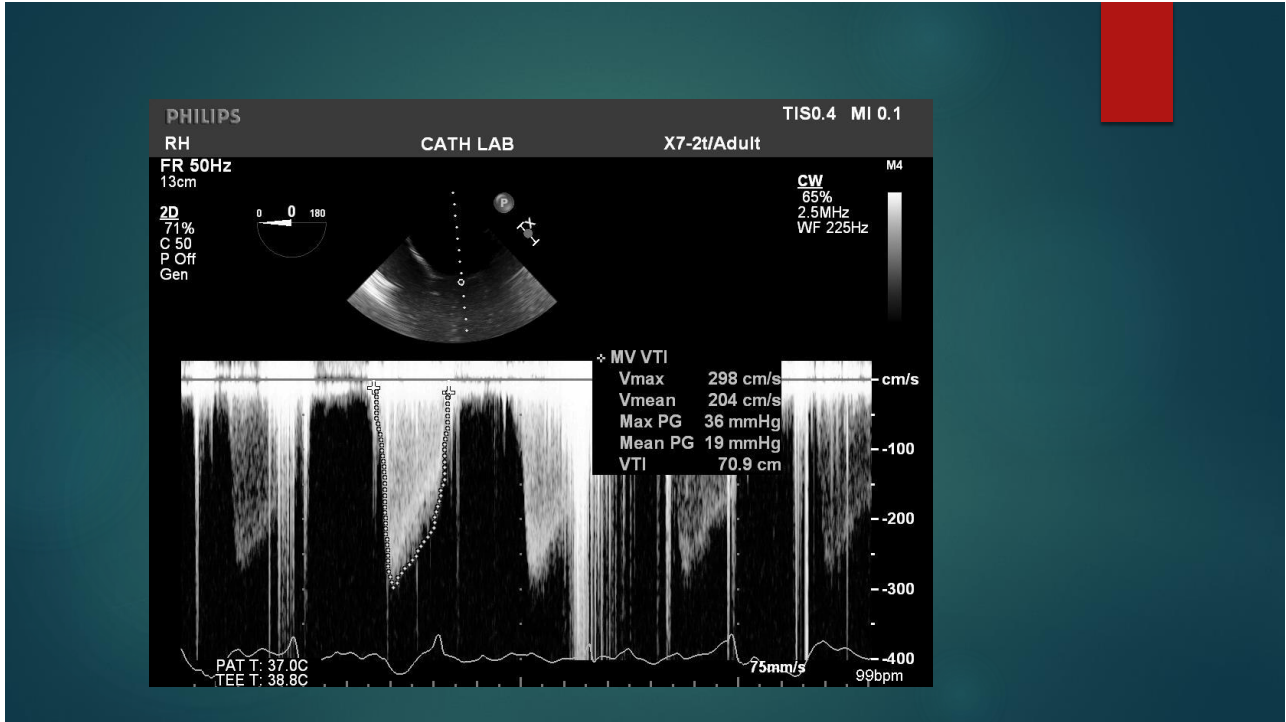 PHILIPS
TIS0.4 MI 0.1
RH
CATH LAB
X7-2t/Adult
FR 50Hz
13cm
M4
2D
71%
C 50
P Off
Gen
0 0 180
P
CW
65%
2.5MHz
WF 225Hz
MV VTI
Vmax 298 cm/s
Vmean 204 cm/s
Max PG 36 mmHg
Mean PG 19 mmHg
VTI 70.9 cm
cm/s
-100
-200
-300
-400
PAT T: 37.0C
TEE T: 38.8C
75mm/s
99bpm